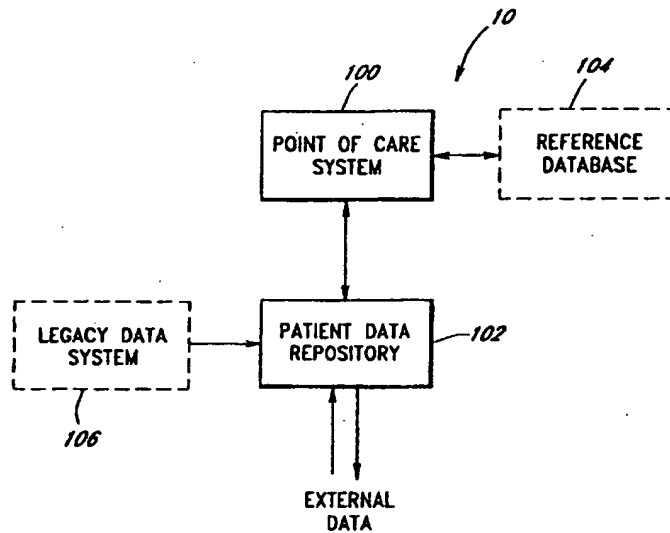 10
100
104
POINT OF CARE
SYSTEM
REFERENCE
DATABASE
LEGACY DATA
SYSTEM
PATIENT DATA
REPOSITORY
102
106
EXTERNAL
DATA